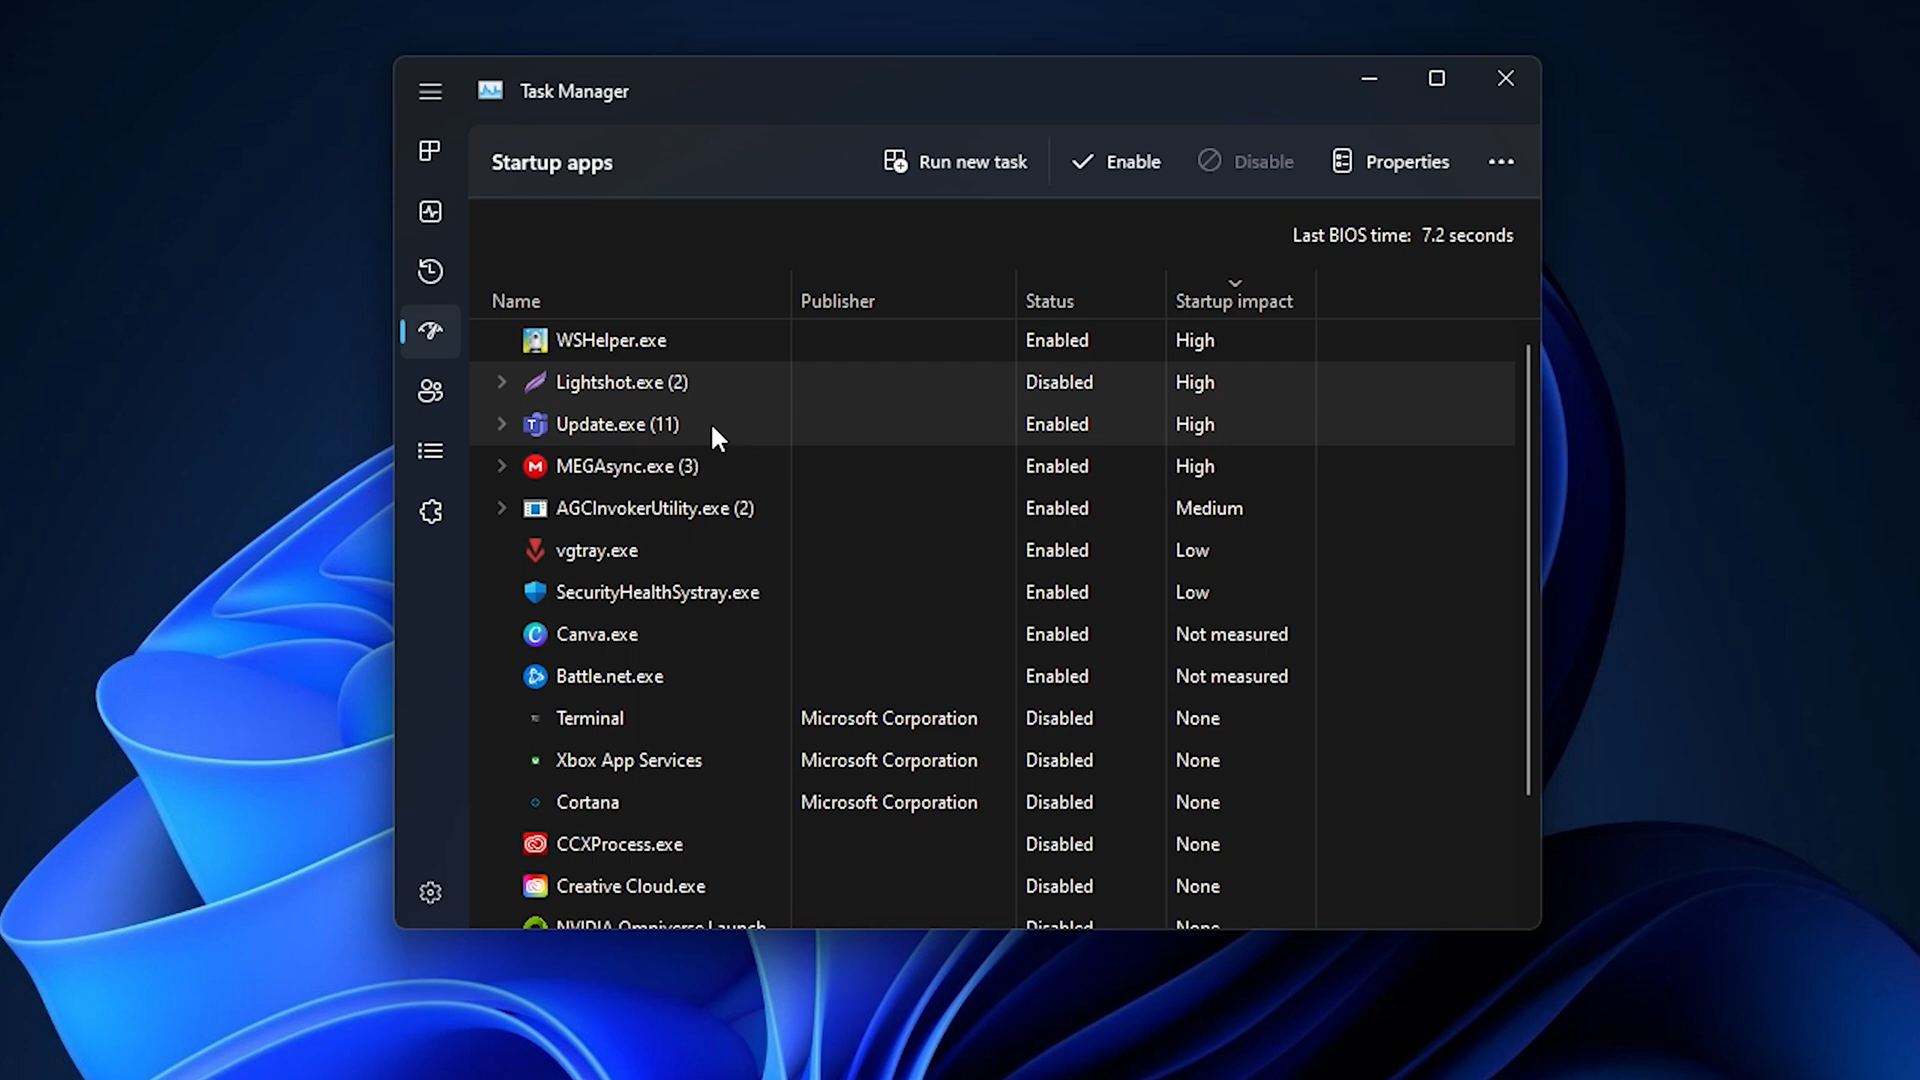 Task Manager
Startup apps Run new task Enable Disable Properties
Last BIOS time: 7.2 seconds
Name Publisher Status Startup impact
WSHelper.exe Enabled High
Lightshot.exe (2) Disabled High
Update.exe (11) Enabled High
MEGAsync.exe (3) Enabled High
AGCInvokerUtility.exe (2) Enabled Medium
vgtray.exe Enabled Low
SecurityHealthSystray.exe Enabled Low
Canva.exe Enabled Not measured
Battle.net.exe Enabled Not measured
Terminal Microsoft Corporation Disabled None
Xbox App Services Microsoft Corporation Disabled None
Cortana Microsoft Corporation Disabled None
CCXProcess.exe Disabled None
Creative Cloud.exe Disabled None
NVIDIA Omniverse Launch Disabled None